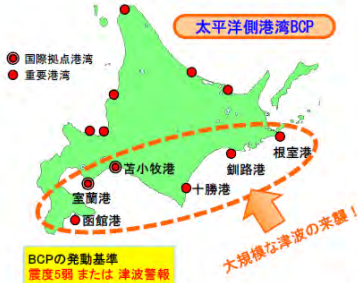 太平洋側港湾BCP
国際拠点港湾
重要港湾
根室港
釧路港
苫小牧港
十勝港
室蘭港
函館港
大規模な津波の来襲!
BCPの発動基準
震度5弱 または 津波警報